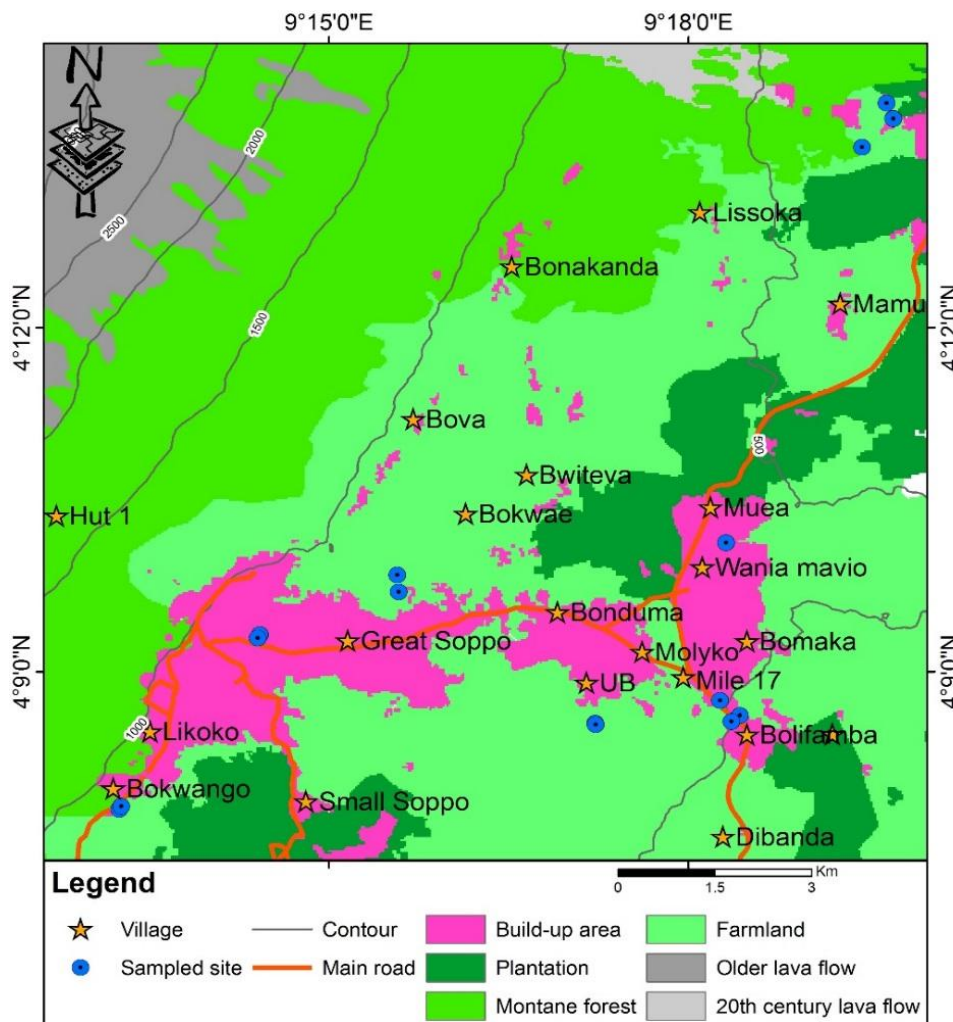 9°15'0"E 9°18'0"E
N
2000
2500
Lissoka
Bonakanda
4°12'0"N 4°12'0"N
Mamu
1500
Bova
500
Bwiteva
Hut 1
Bokwae
Muea
Wania mavio
Bonduma
Great Soppo
Bomaka
Molyko
4°9'0"N 4°9'0"N
Mile 17
UB
1000
Likoko
Bolifamba
Bokwango
Small Soppo
Dibanda
Legend
0 1.5 3 Km
Village
Contour
Build-up area
Farmland
Sampled site
Main road
Plantation
Older lava flow
Montane forest
20th century lava flow